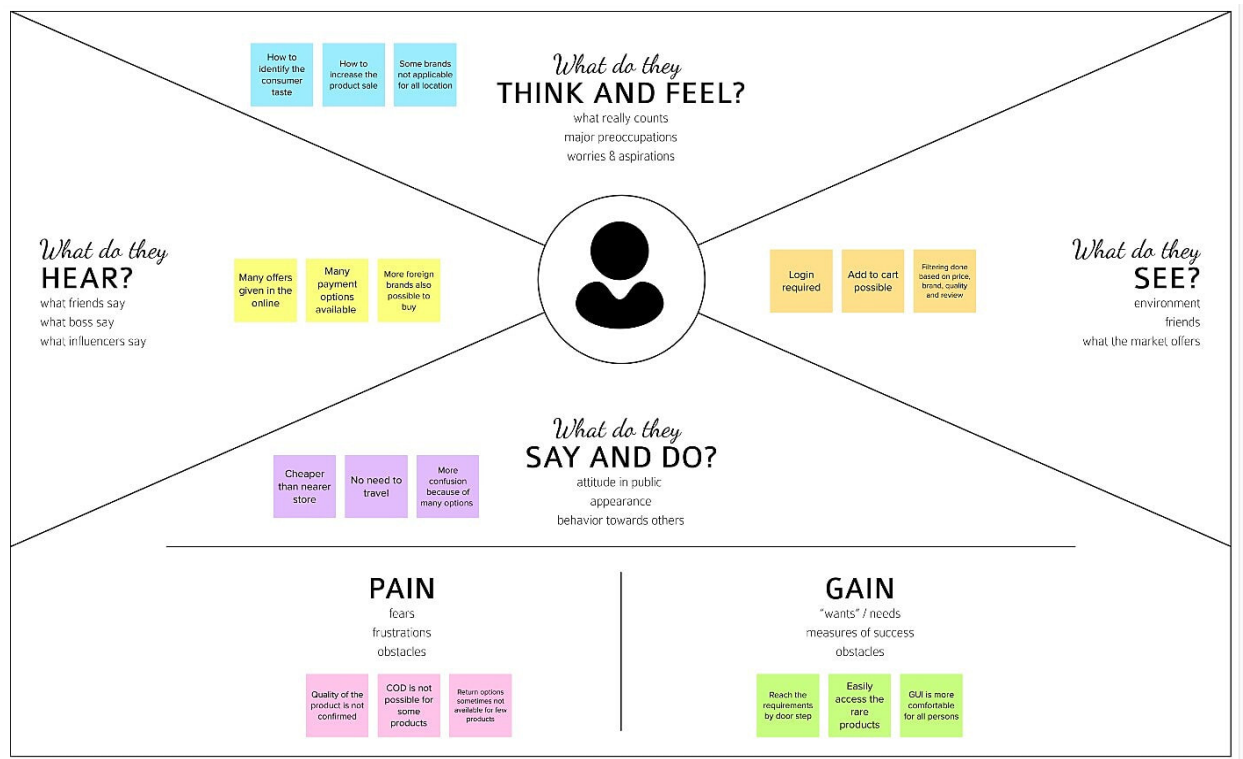 What do they
THINK AND FEEL?
what really counts
major preocupations
worries & aspirations
How to
identify the
consumer
taste
How to
increase the
product sale
Some brands
not applicable
for all location
What do they
HEAR?
what friends say
what boss say
what influencers say
Many offers
given in the
online
Many
payment
options
available
More foreign
brands also
possible to
buy
Login
required
Add to cart
possible
Filtering done
based on price,
brand, quality
and review
What do they
SEE?
environment
friends
what the market offers
What do they
SAY AND DO?
attitude in public
appearance
behavior towards others
Cheaper
than nearer
store
No need to
travel
More
confusion
because of
many options
PAIN
fears
frustrations
obstacles
Quality of the
product is not
confirmed
COD is not
possible for
some
products
Return options
sometimes not
available for few
products
GAIN
"wants" / needs
measures of success
obstacles
Reach the
requirements
by door step
Easily
access the
rare
products
GUI is more
comfortable
for all persons